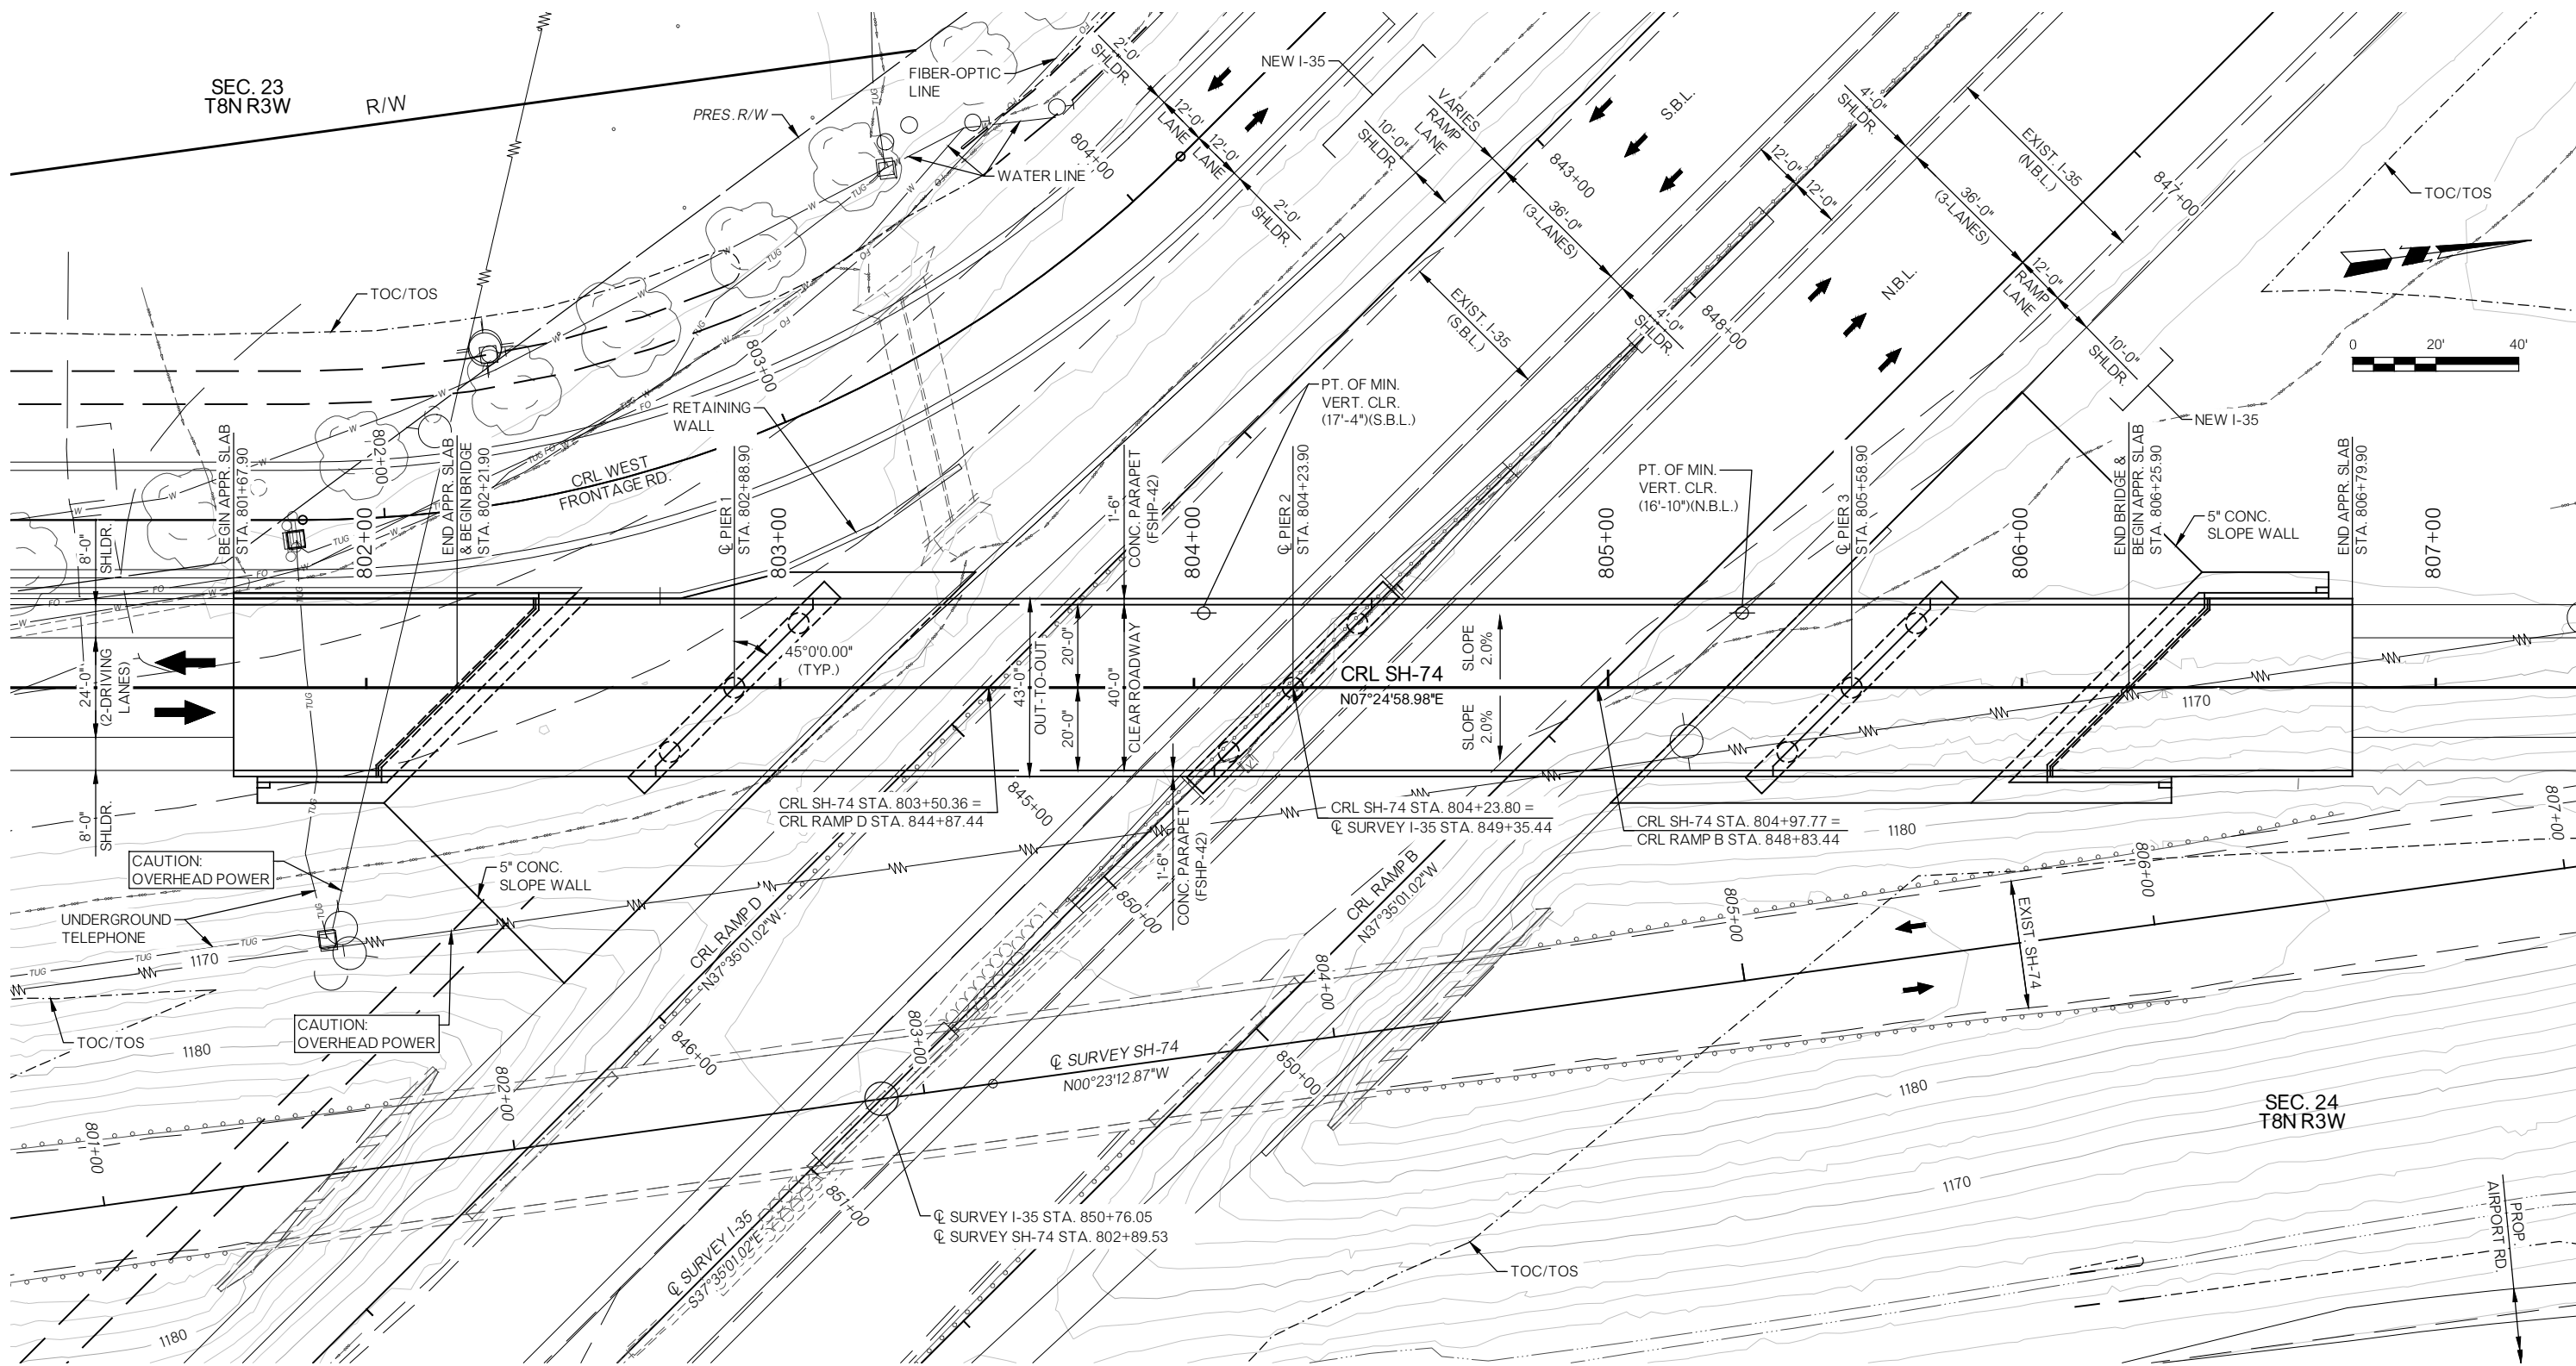 SEC. 23
T8N R3W
R/W
PRES. R/W
FIBER-OPTIC
LINE
WATER LINE
2'-0"
SHLDR.
12'-0"
LANE
12'-0"
LANE
2'-0"
SHLDR.
804+00
NEW I-35
10'-0"
SHLDR.
VARIES
RAMP
LANE
843+00
36'-0"
(3-LANES)
S.B.L.
4'-0"
SHLDR.
12'-0"
12'-0"
4'-0"
SHLDR.
848+00
EXIST. I-35
(N.B.L.)
847+00
36'-0"
(3-LANES)
12'-0"
RAMP
LANE
N.B.L.
10'-0"
SHLDR.
NEW I-35
TOC/TOS
0 20' 40'
TOC/TOS
EXIST. I-35
(S.B.L.)
803+00
RETAINING
WALL
PT. OF MIN.
VERT. CLR.
(17'-4")(S.B.L.)
PT. OF MIN.
VERT. CLR.
(16'-10")(N.B.L.)
CRL WEST
FRONTAGE RD.
802+00
BEGIN APPR. SLAB
STA. 801+67.90
END APPR. SLAB
& BEGIN BRIDGE
STA. 802+21.90
℄ PIER 1
STA. 802+88.90
1'-6"
CONC. PARAPET
(FSHP-42)
℄ PIER 2
STA. 804+23.90
℄ PIER 3
STA. 805+58.90
END BRIDGE &
BEGIN APPR. SLAB
STA. 806+25.90
5" CONC.
SLOPE WALL
END APPR. SLAB
STA. 806+79.90
802+00
803+00
804+00
805+00
806+00
807+00
8'-0"
SHLDR.
24'-0"
(2-DRIVING
LANES)
8'-0"
SHLDR.
45°0'0.00"
(TYP.)
43'-0"
OUT-TO-OUT
20'-0"
20'-0"
40'-0"
CLEAR ROADWAY
SLOPE
2.0%
SLOPE
2.0%
CRL SH-74
N07°24'58.98"E
1170
CRL SH-74 STA. 803+50.36 =
CRL RAMP D STA. 844+87.44
845+00
CRL SH-74 STA. 804+23.80 =
℄ SURVEY I-35 STA. 849+35.44
CRL SH-74 STA. 804+97.77 =
CRL RAMP B STA. 848+83.44
1180
807+00
1'-6"
CONC. PARAPET
(FSHP-42)
CAUTION:
OVERHEAD POWER
5" CONC.
SLOPE WALL
UNDERGROUND
TELEPHONE
TUG
TUG
TUG
TUG
TUG
TUG
TUG
TUG
TUG
TUG
FO
FO
FO
FO
W
W
W
W
W
W
1170
TOC/TOS
1180
CAUTION:
OVERHEAD POWER
CRL RAMP D
N37°35'01.02"W
850+00
CRL RAMP B
N37°35'01.02"W
805+00
806+00
EXIST. SH-74
804+00
803+00
℄ SURVEY SH-74
N00°23'12.87"W
846+00
850+00
802+00
801+00
1180
SEC. 24
T8N R3W
851+00
℄ SURVEY I-35 STA. 850+76.05
℄ SURVEY SH-74 STA. 802+89.53
℄ SURVEY I-35
S37°35'01.02"E
1170
TOC/TOS
PROP
AIRPORT RD.
1180